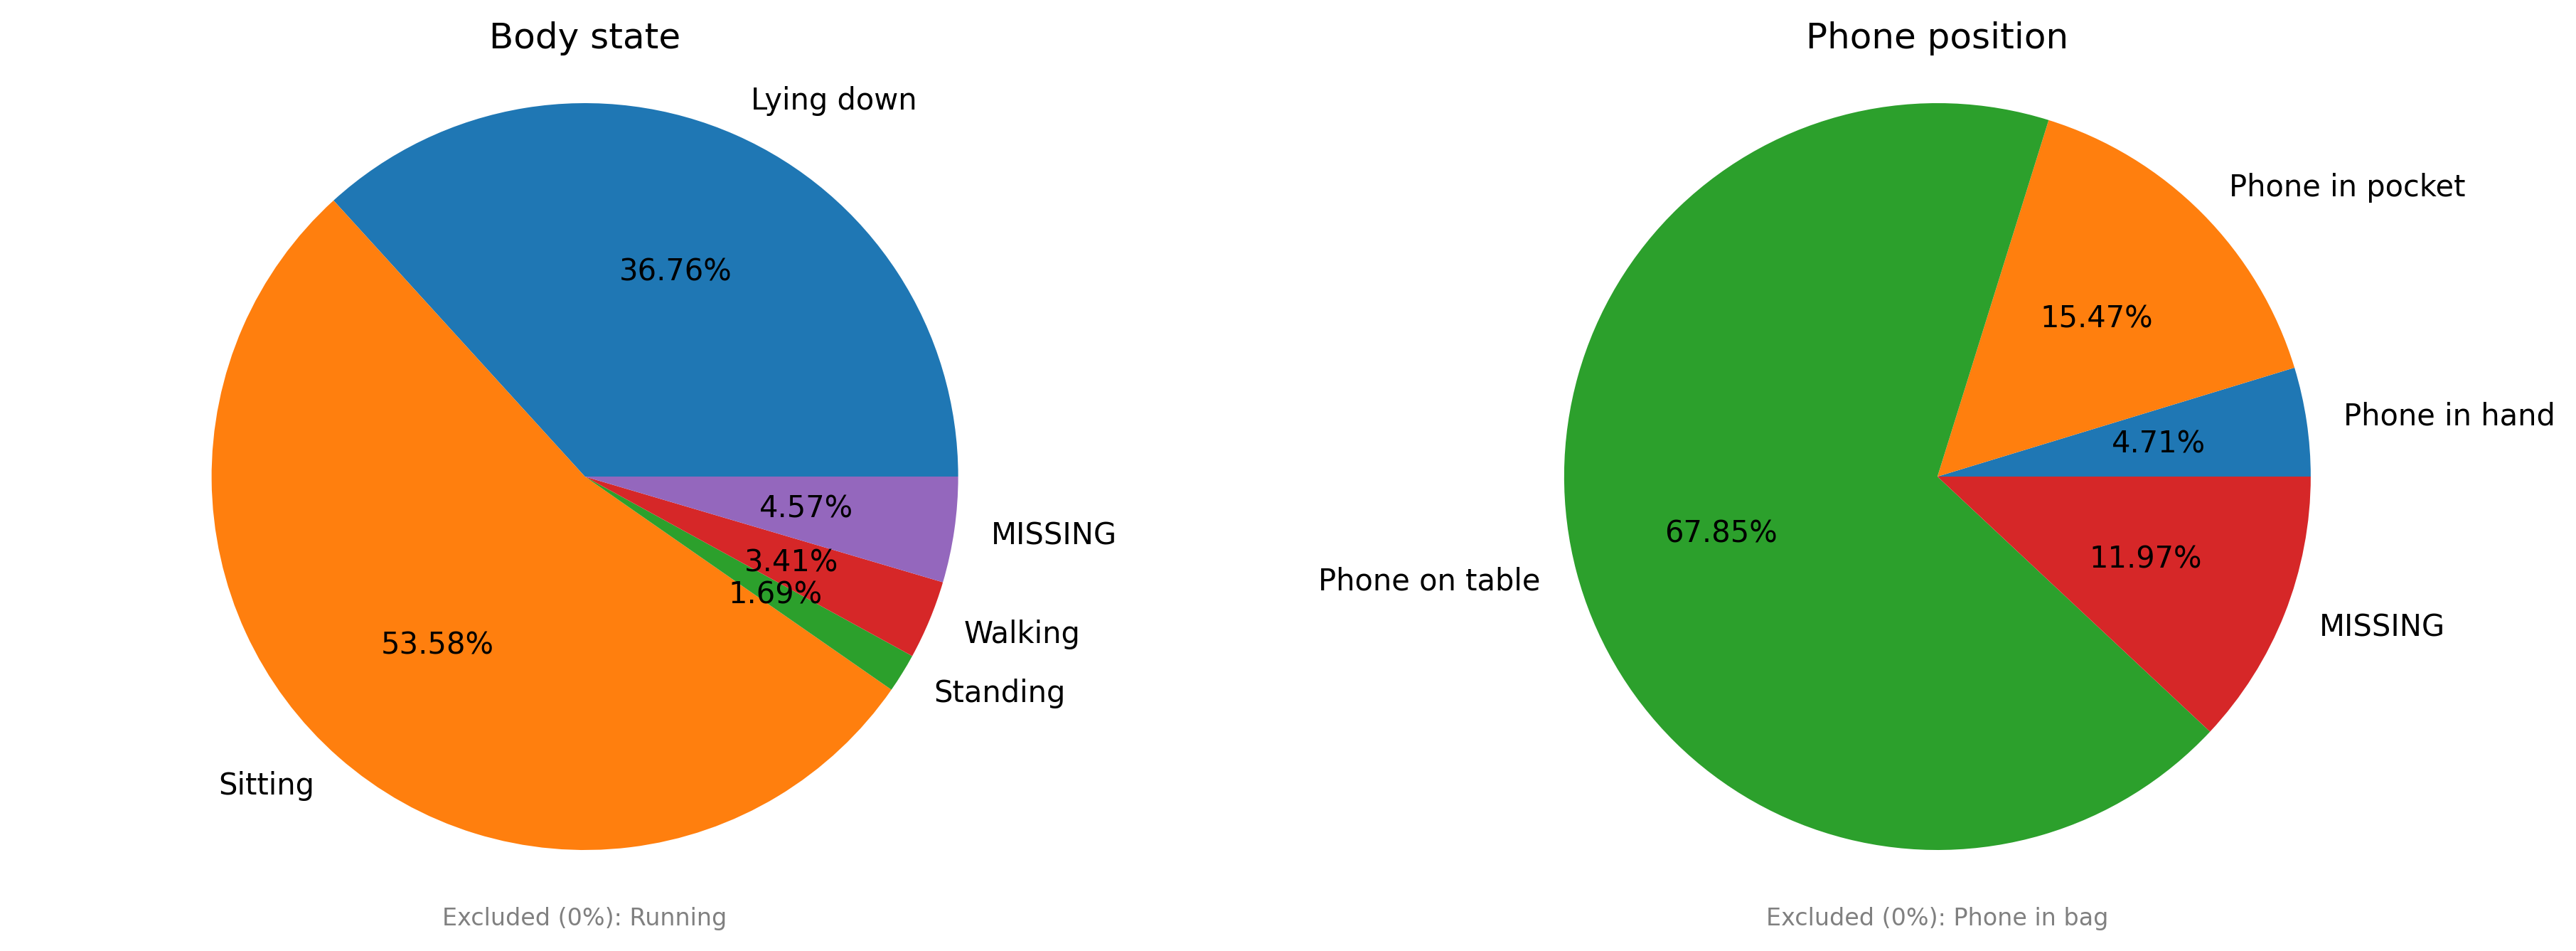 Body state
Lying down
36.76%
4.57%
MISSING
3.41%
1.69%
Walking
53.58%
Standing
Sitting
Excluded (0%): Running
Phone position
Phone in pocket
15.47%
Phone in hand
4.71%
67.85%
11.97%
Phone on table
MISSING
Excluded (0%): Phone in bag